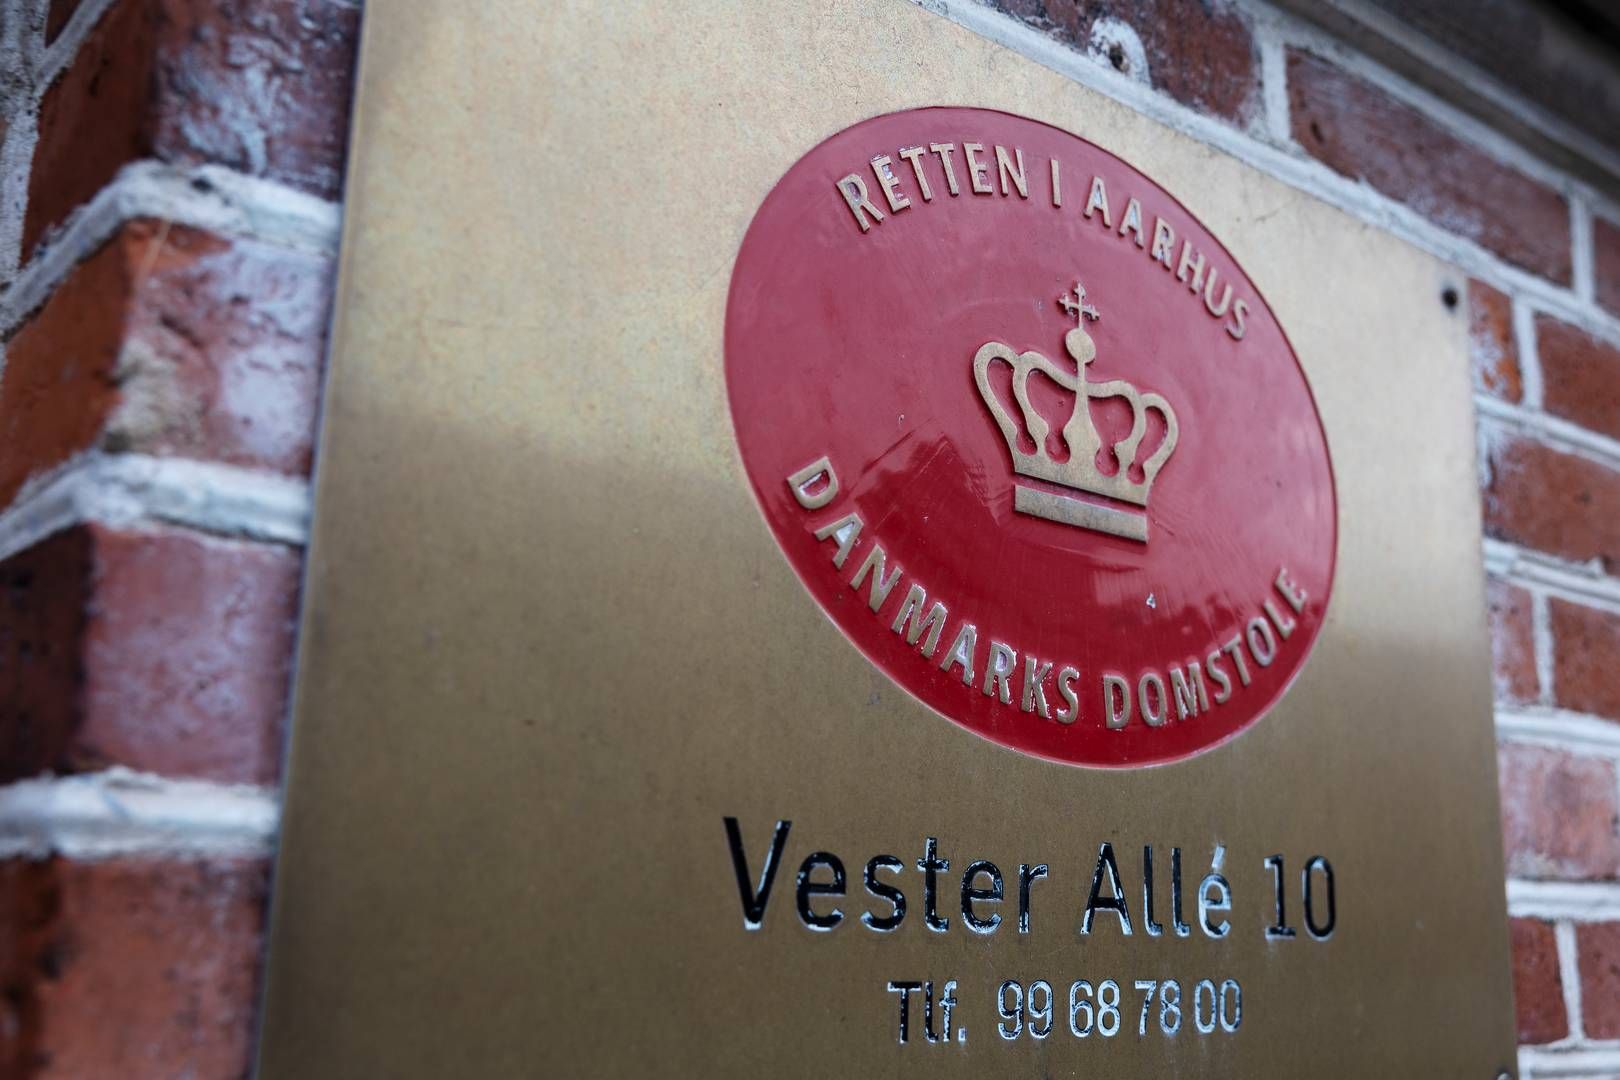 RETTEN I AARHUS
DANMARKS DOMSTOLE
Vester Allé 10
Tlf. 99 68 78 00